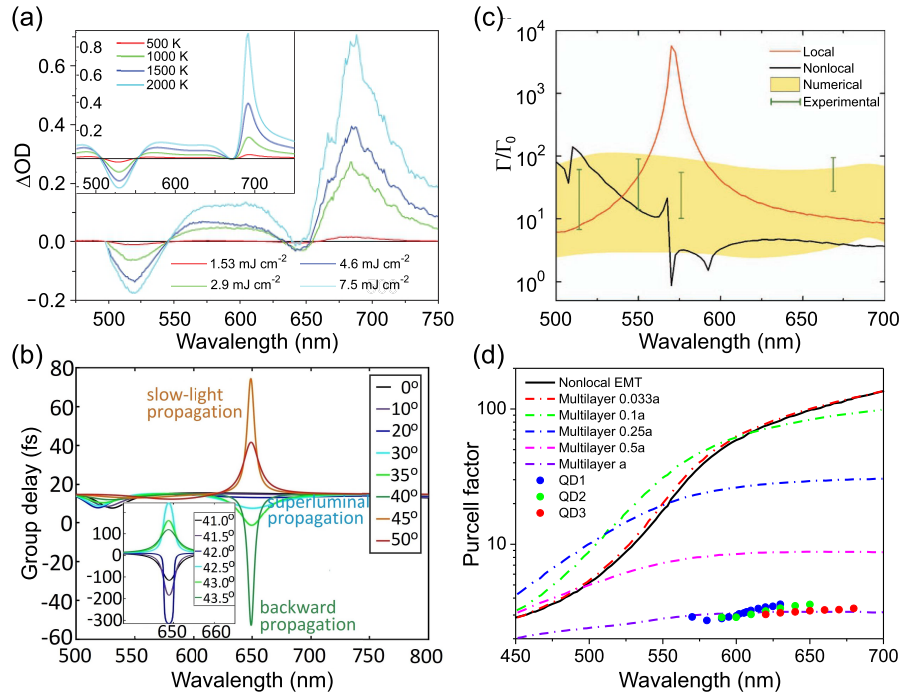 (a)
0.8
0.6
0.4
0.2
500 K
1000 K
1500 K
2000 K
500 600 700
0.6
0.4
0.2
0.0
−0.2
ΔOD
1.53 mJ cm⁻²
2.9 mJ cm⁻²
4.6 mJ cm⁻²
7.5 mJ cm⁻²
500 550 600 650 700 750
Wavelength (nm)
(c)
10⁴
10³
10²
10¹
10⁰
Γ/Γ₀
Local
Nonlocal
Numerical
Experimental
500 550 600 650 700
Wavelength (nm)
(b)
80
60
40
20
0
−20
−40
−60
Group delay (fs)
slow-light
propagation
superluminal
propagation
backward
propagation
0°
10°
20°
30°
35°
40°
45°
50°
100
0
−100
−200
−300
650 660
41.0°
41.5°
42.0°
42.5°
43.0°
43.5°
500 550 600 650 700 750 800
Wavelength (nm)
(d)
100
10
Purcell factor
Nonlocal EMT
Multilayer 0.033a
Multilayer 0.1a
Multilayer 0.25a
Multilayer 0.5a
Multilayer a
QD1
QD2
QD3
450 500 550 600 650 700
Wavelength (nm)